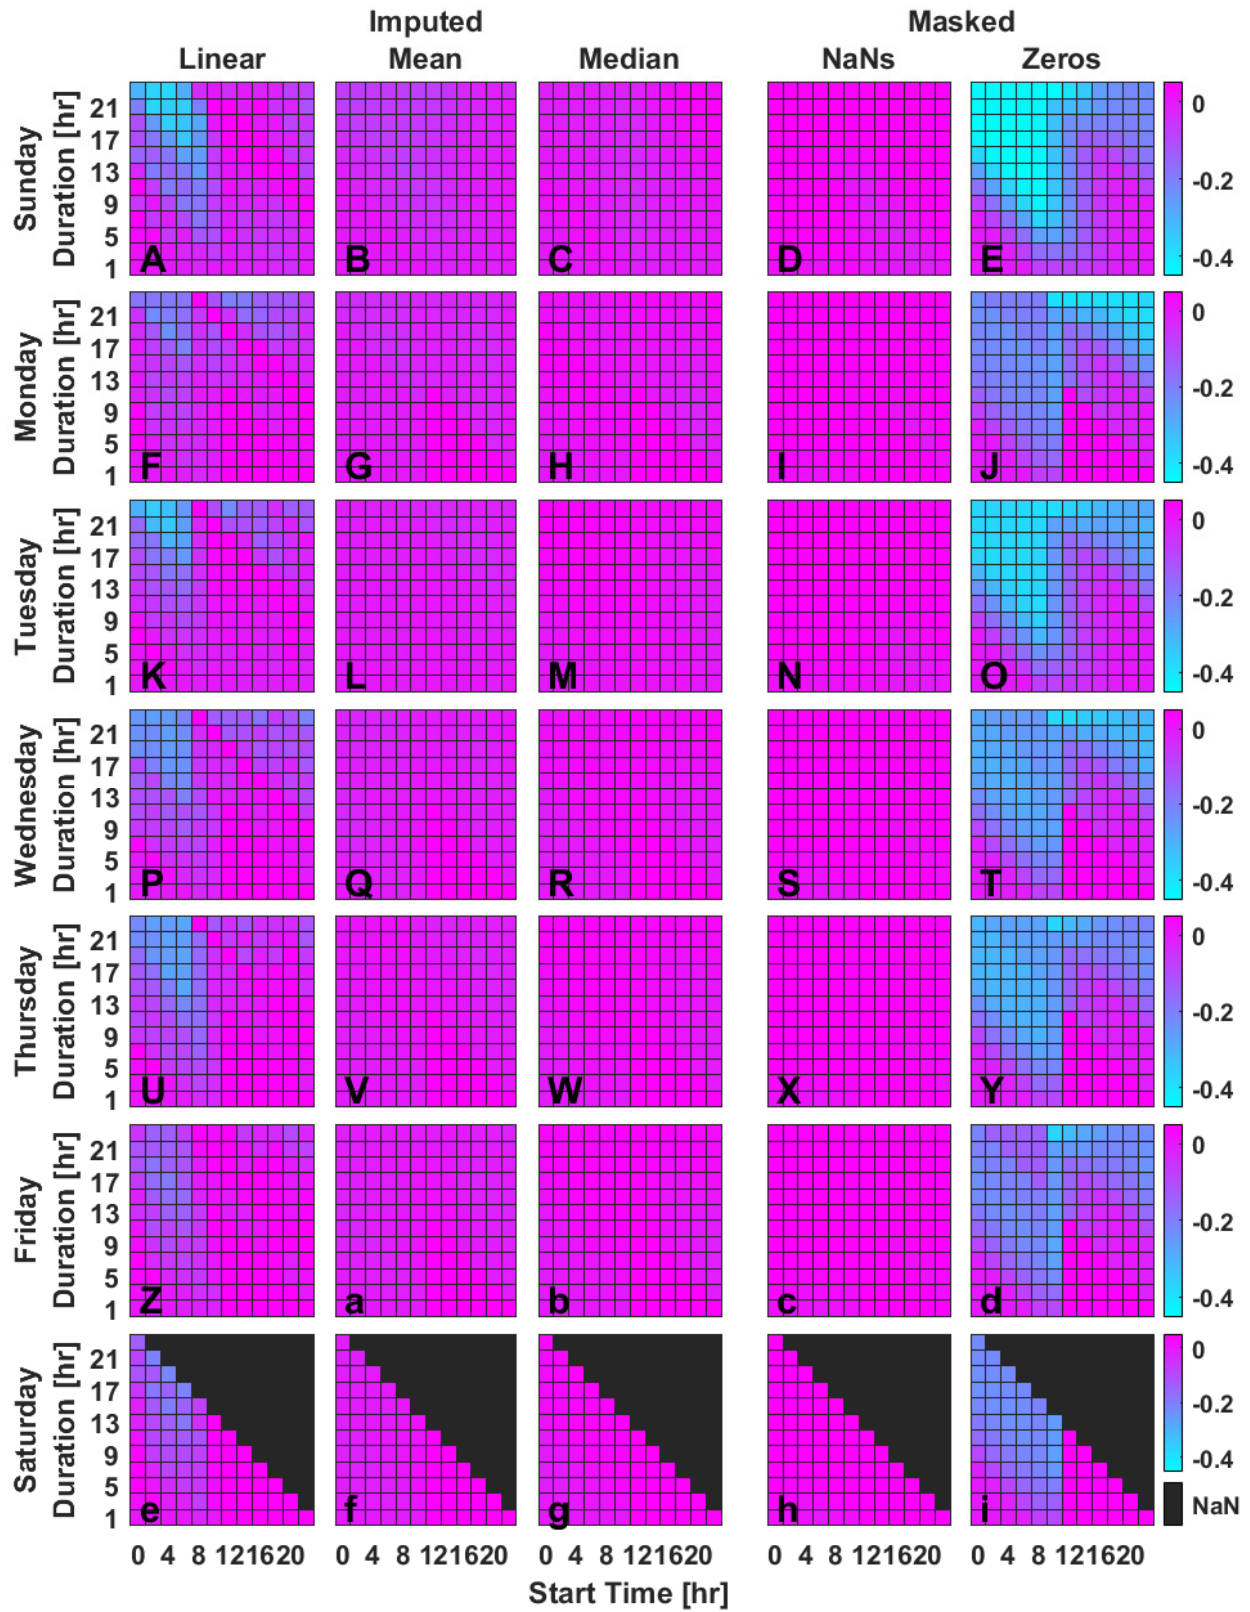 Imputed Masked
Linear Mean Median NaNs Zeros
Sunday
Duration [hr]
21
17
13
9
5
1
A B C D E
0
-0.2
-0.4
Monday
Duration [hr]
21
17
13
9
5
1
F G H I J
0
-0.2
-0.4
Tuesday
Duration [hr]
21
17
13
9
5
1
K L M N O
0
-0.2
-0.4
Wednesday
Duration [hr]
21
17
13
9
5
1
P Q R S T
0
-0.2
-0.4
Thursday
Duration [hr]
21
17
13
9
5
1
U V W X Y
0
-0.2
-0.4
Friday
Duration [hr]
21
17
13
9
5
1
Z a b c d
0
-0.2
-0.4
Saturday
Duration [hr]
21
17
13
9
5
1
e f g h i
0
-0.2
-0.4
NaN
0 4 8 121620 0 4 8 121620 0 4 8 121620 0 4 8 121620 0 4 8 121620
Start Time [hr]